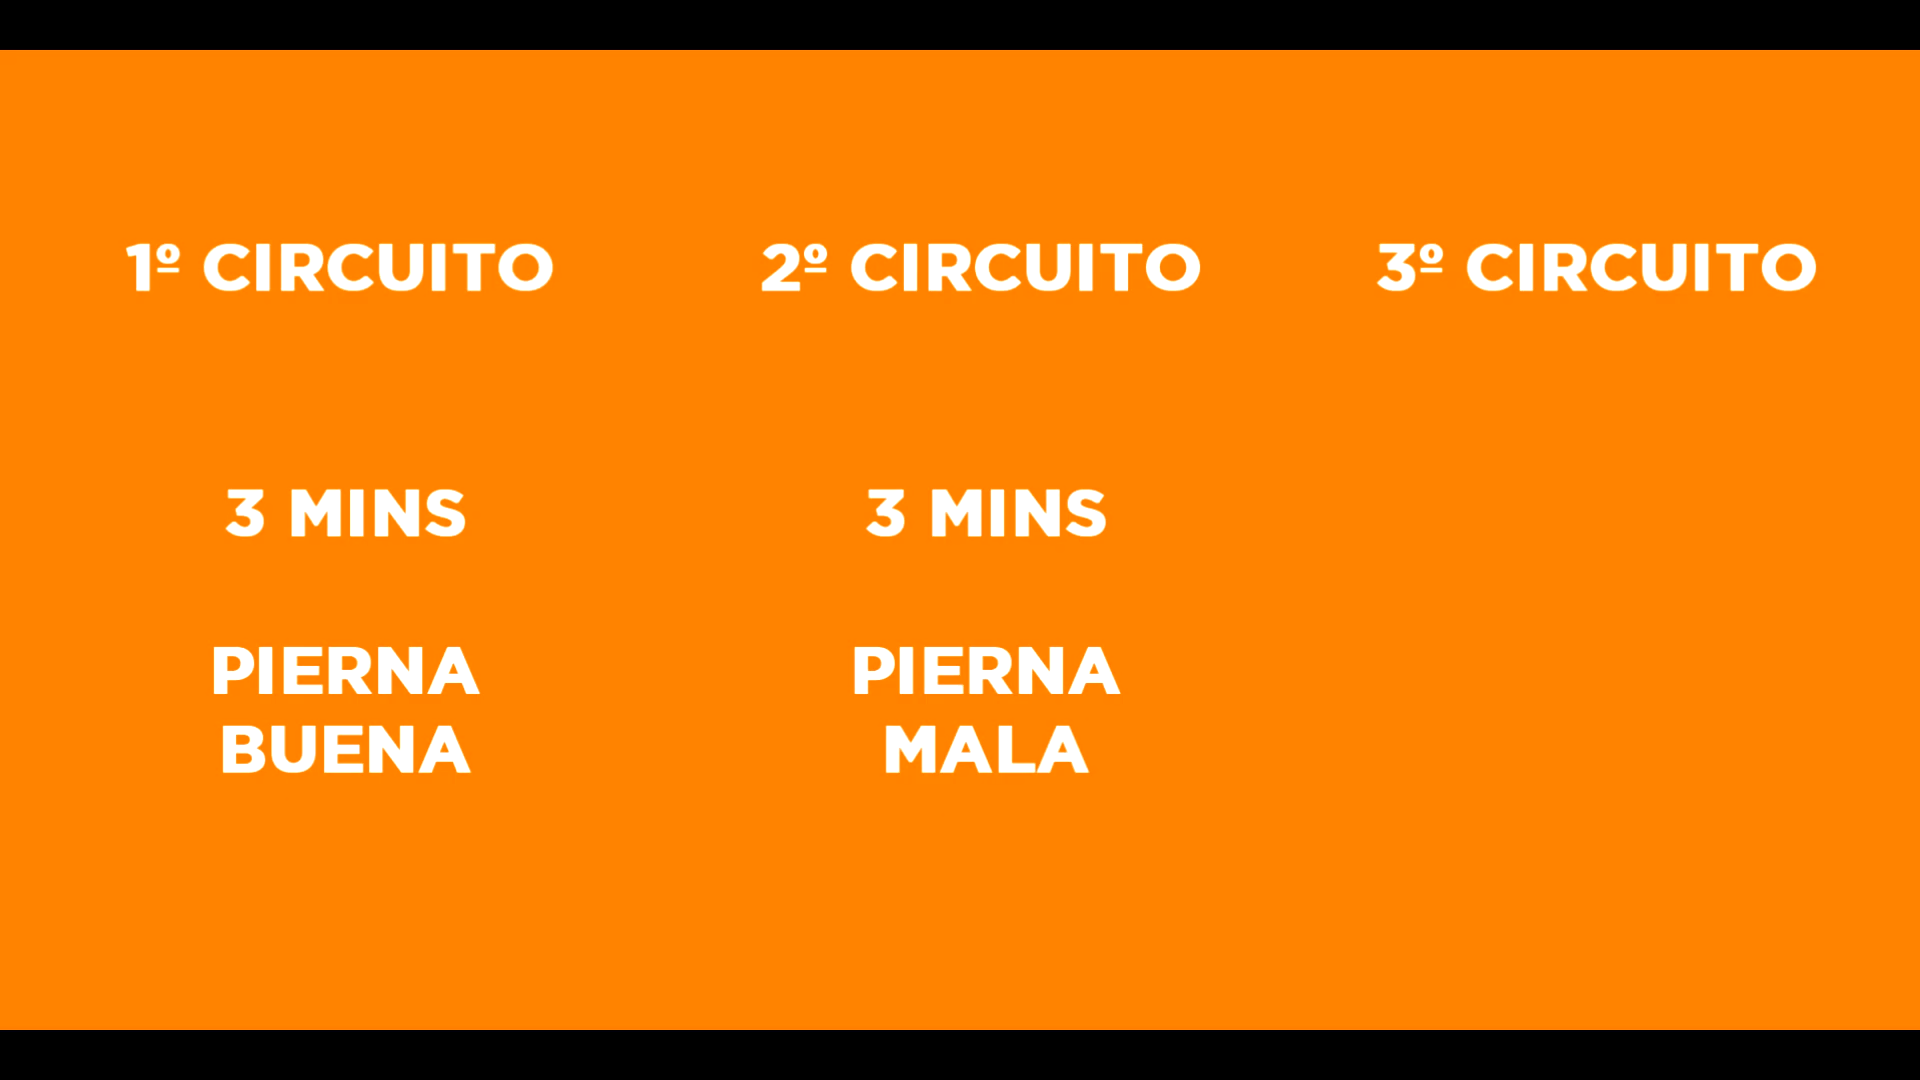 1º CIRCUITO
2º CIRCUITO
3º CIRCUITO
3 MINS
3 MINS
PIERNA
BUENA
PIERNA
MALA